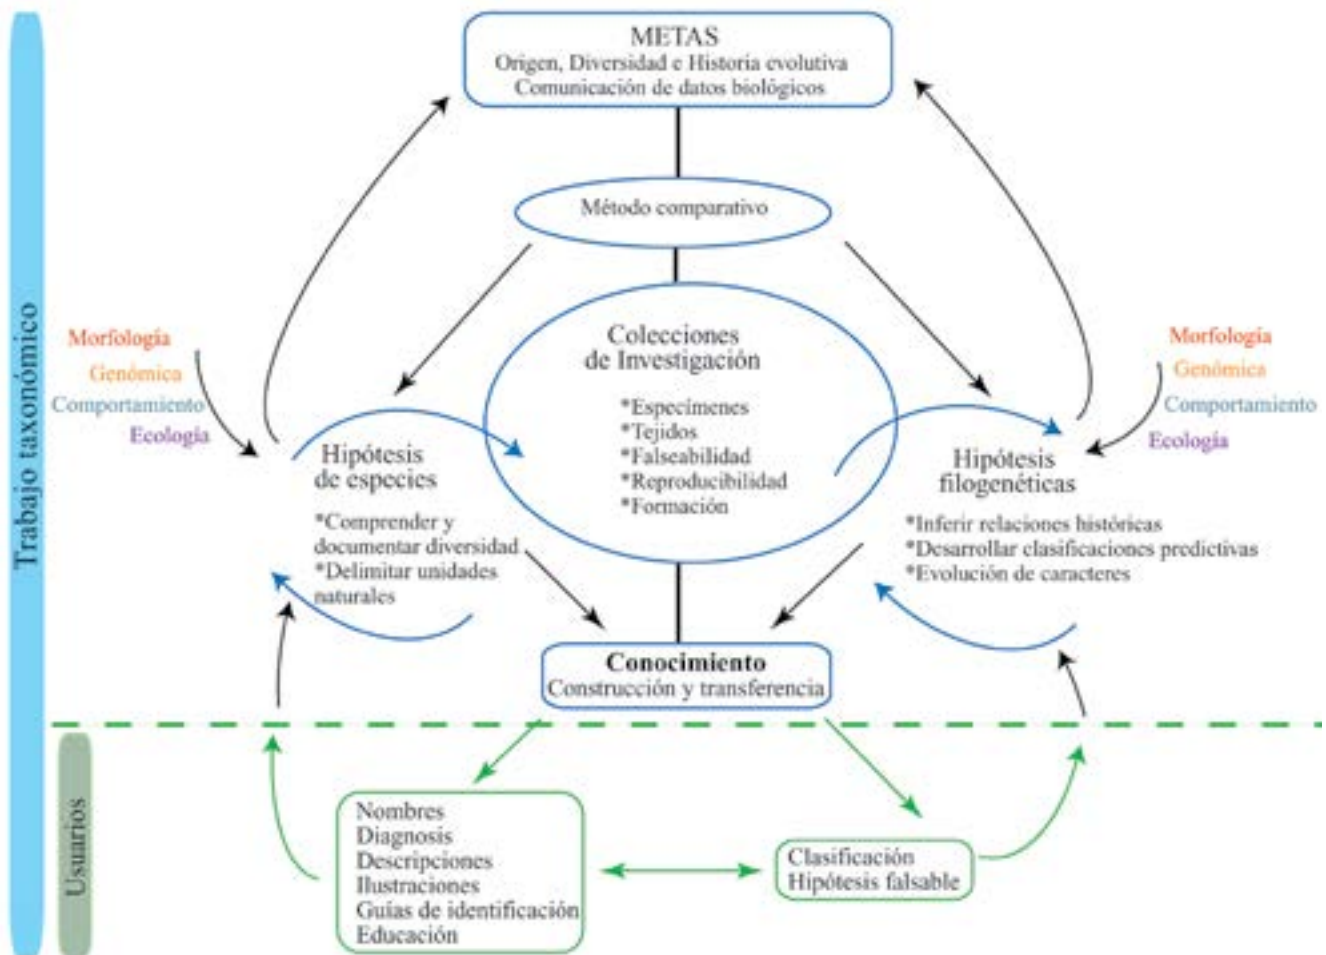 METAS
Origen, Diversidad e Historia evolutiva
Comunicación de datos biológicos
Método comparativo
Trabajo taxonómico
Morfología
Genómica
Comportamiento
Ecología
Colecciones
de Investigación
*Especímenes
*Tejidos
*Falseabilidad
*Reproducibilidad
*Formación
Morfología
Genómica
Comportamiento
Ecología
Hipótesis
de especies
*Comprender y
documentar diversidad
*Delimitar unidades
naturales
Hipótesis
filogenéticas
*Inferir relaciones históricas
*Desarrollar clasificaciones predictivas
*Evolución de caracteres
Conocimiento
Construcción y transferencia
Usuarios
Nombres
Diagnosis
Descripciones
Ilustraciones
Guías de identificación
Educación
Clasificación
Hipótesis falsable